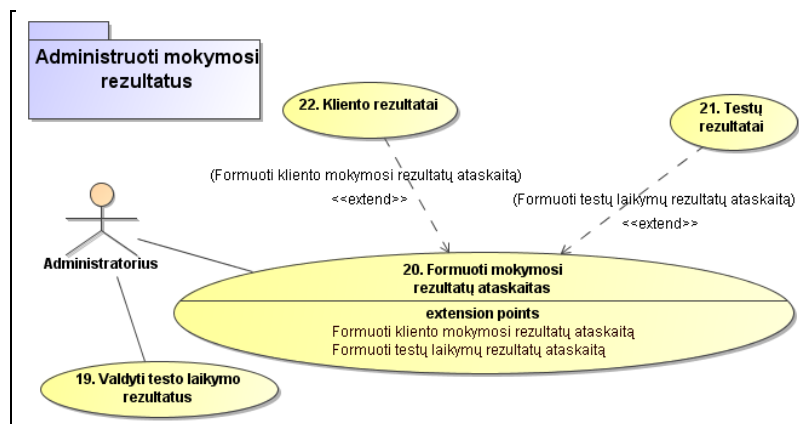 Administruoti mokymosi
rezultatus
22. Kliento rezultatai
21. Testų
rezultatai
(Formuoti kliento mokymosi rezultatų ataskaitą)
<<extend>>
(Formuoti testų laikymų rezultatų ataskaitą)
<<extend>>
Administratorius
20. Formuoti mokymosi
rezultatų ataskaitas
extension points
Formuoti kliento mokymosi rezultatų ataskaitą
Formuoti testų laikymų rezultatų ataskaitą
19. Valdyti testo laikymo
rezultatus